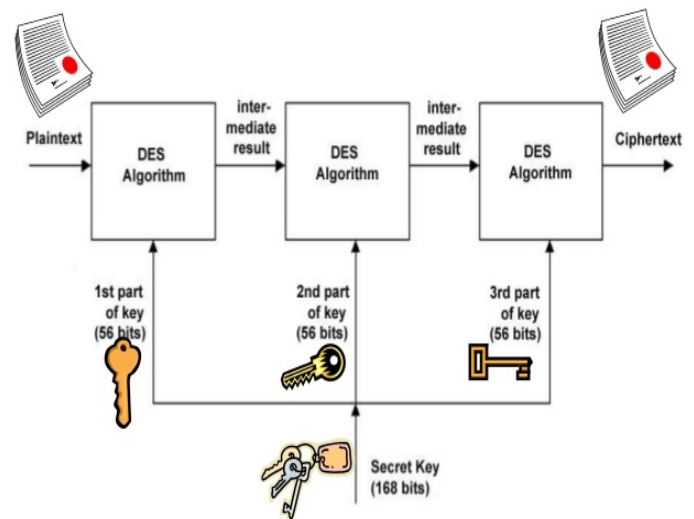 Plaintext
DES
Algorithm
inter-
mediate
result
DES
Algorithm
inter-
mediate
result
DES
Algorithm
Ciphertext
1st part
of key
(56 bits)
2nd part
of key
(56 bits)
3rd part
of key
(56 bits)
Secret Key
(168 bits)